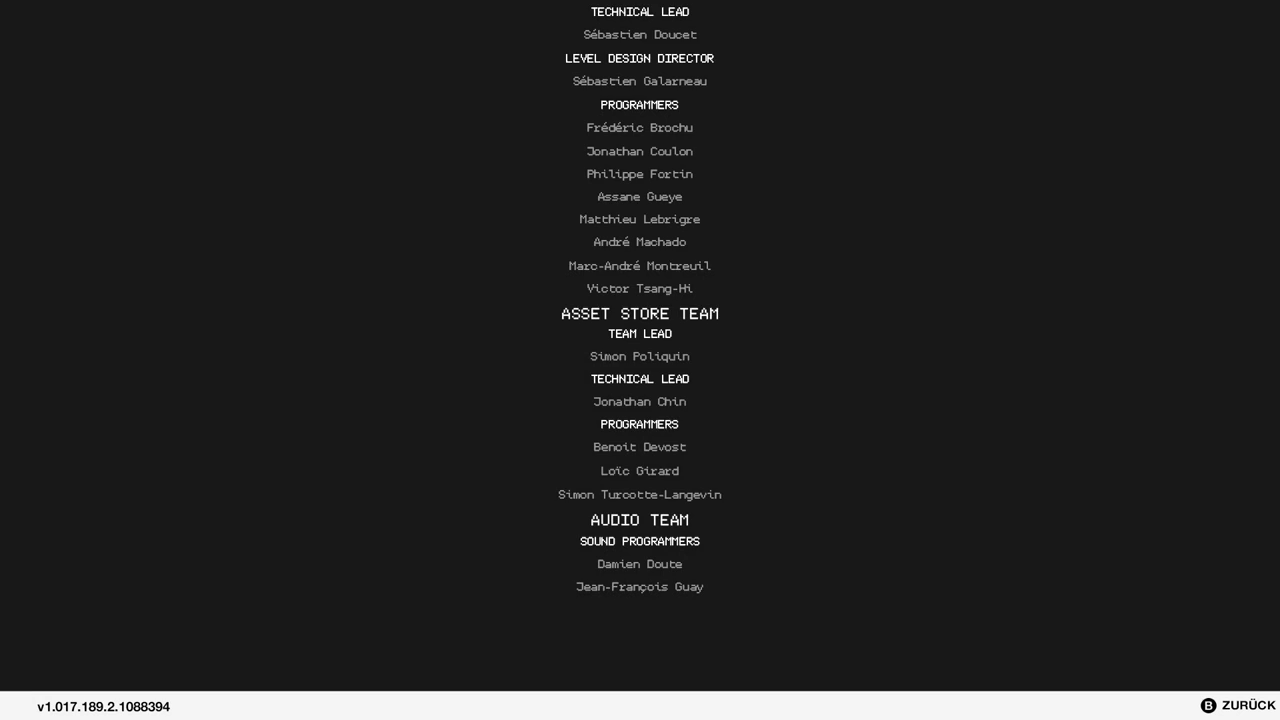 TECHNICAL LEAD
Sébastien Doucet
LEVEL DESIGN DIRECTOR
Sébastien Galarneau
PROGRAMMERS
Frédéric Brochu
Jonathan Coulon
Philippe Fortin
Assane Gueye
Matthieu Lebrigre
André Machado
Marc-André Montreuil
Victor Tsang-Hi
ASSET STORE TEAM
TEAM LEAD
Simon Poliquin
TECHNICAL LEAD
Jonathan Chin
PROGRAMMERS
Benoit Devost
Loïc Girard
Simon Turcotte-Langevin
AUDIO TEAM
SOUND PROGRAMMERS
Damien Doute
Jean-François Guay
v1.017.189.2.1088394
B ZURÜCK